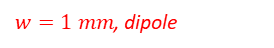 w = 1 mm, dipole